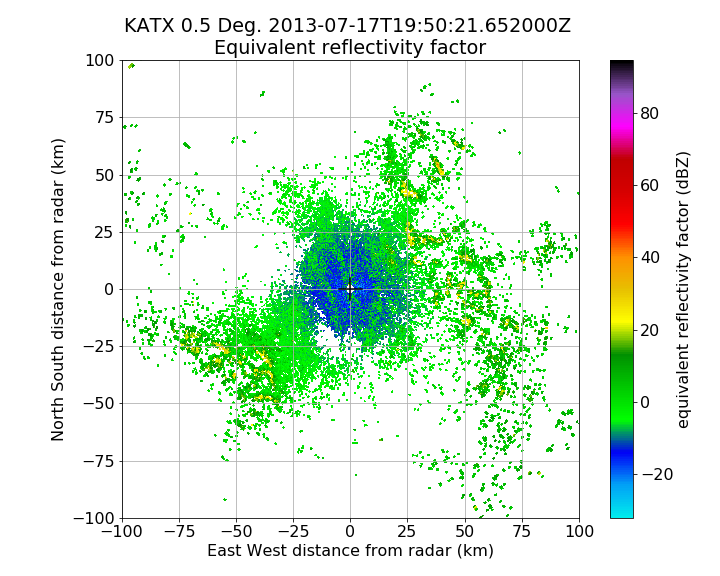 KATX 0.5 Deg. 2013-07-17T19:50:21.652000Z
Equivalent reflectivity factor
100
75
50
25
0
−25
−50
−75
−100
North South distance from radar (km)
−100 −75 −50 −25 0 25 50 75 100
East West distance from radar (km)
80
60
40
20
0
−20
equivalent reflectivity factor (dBZ)